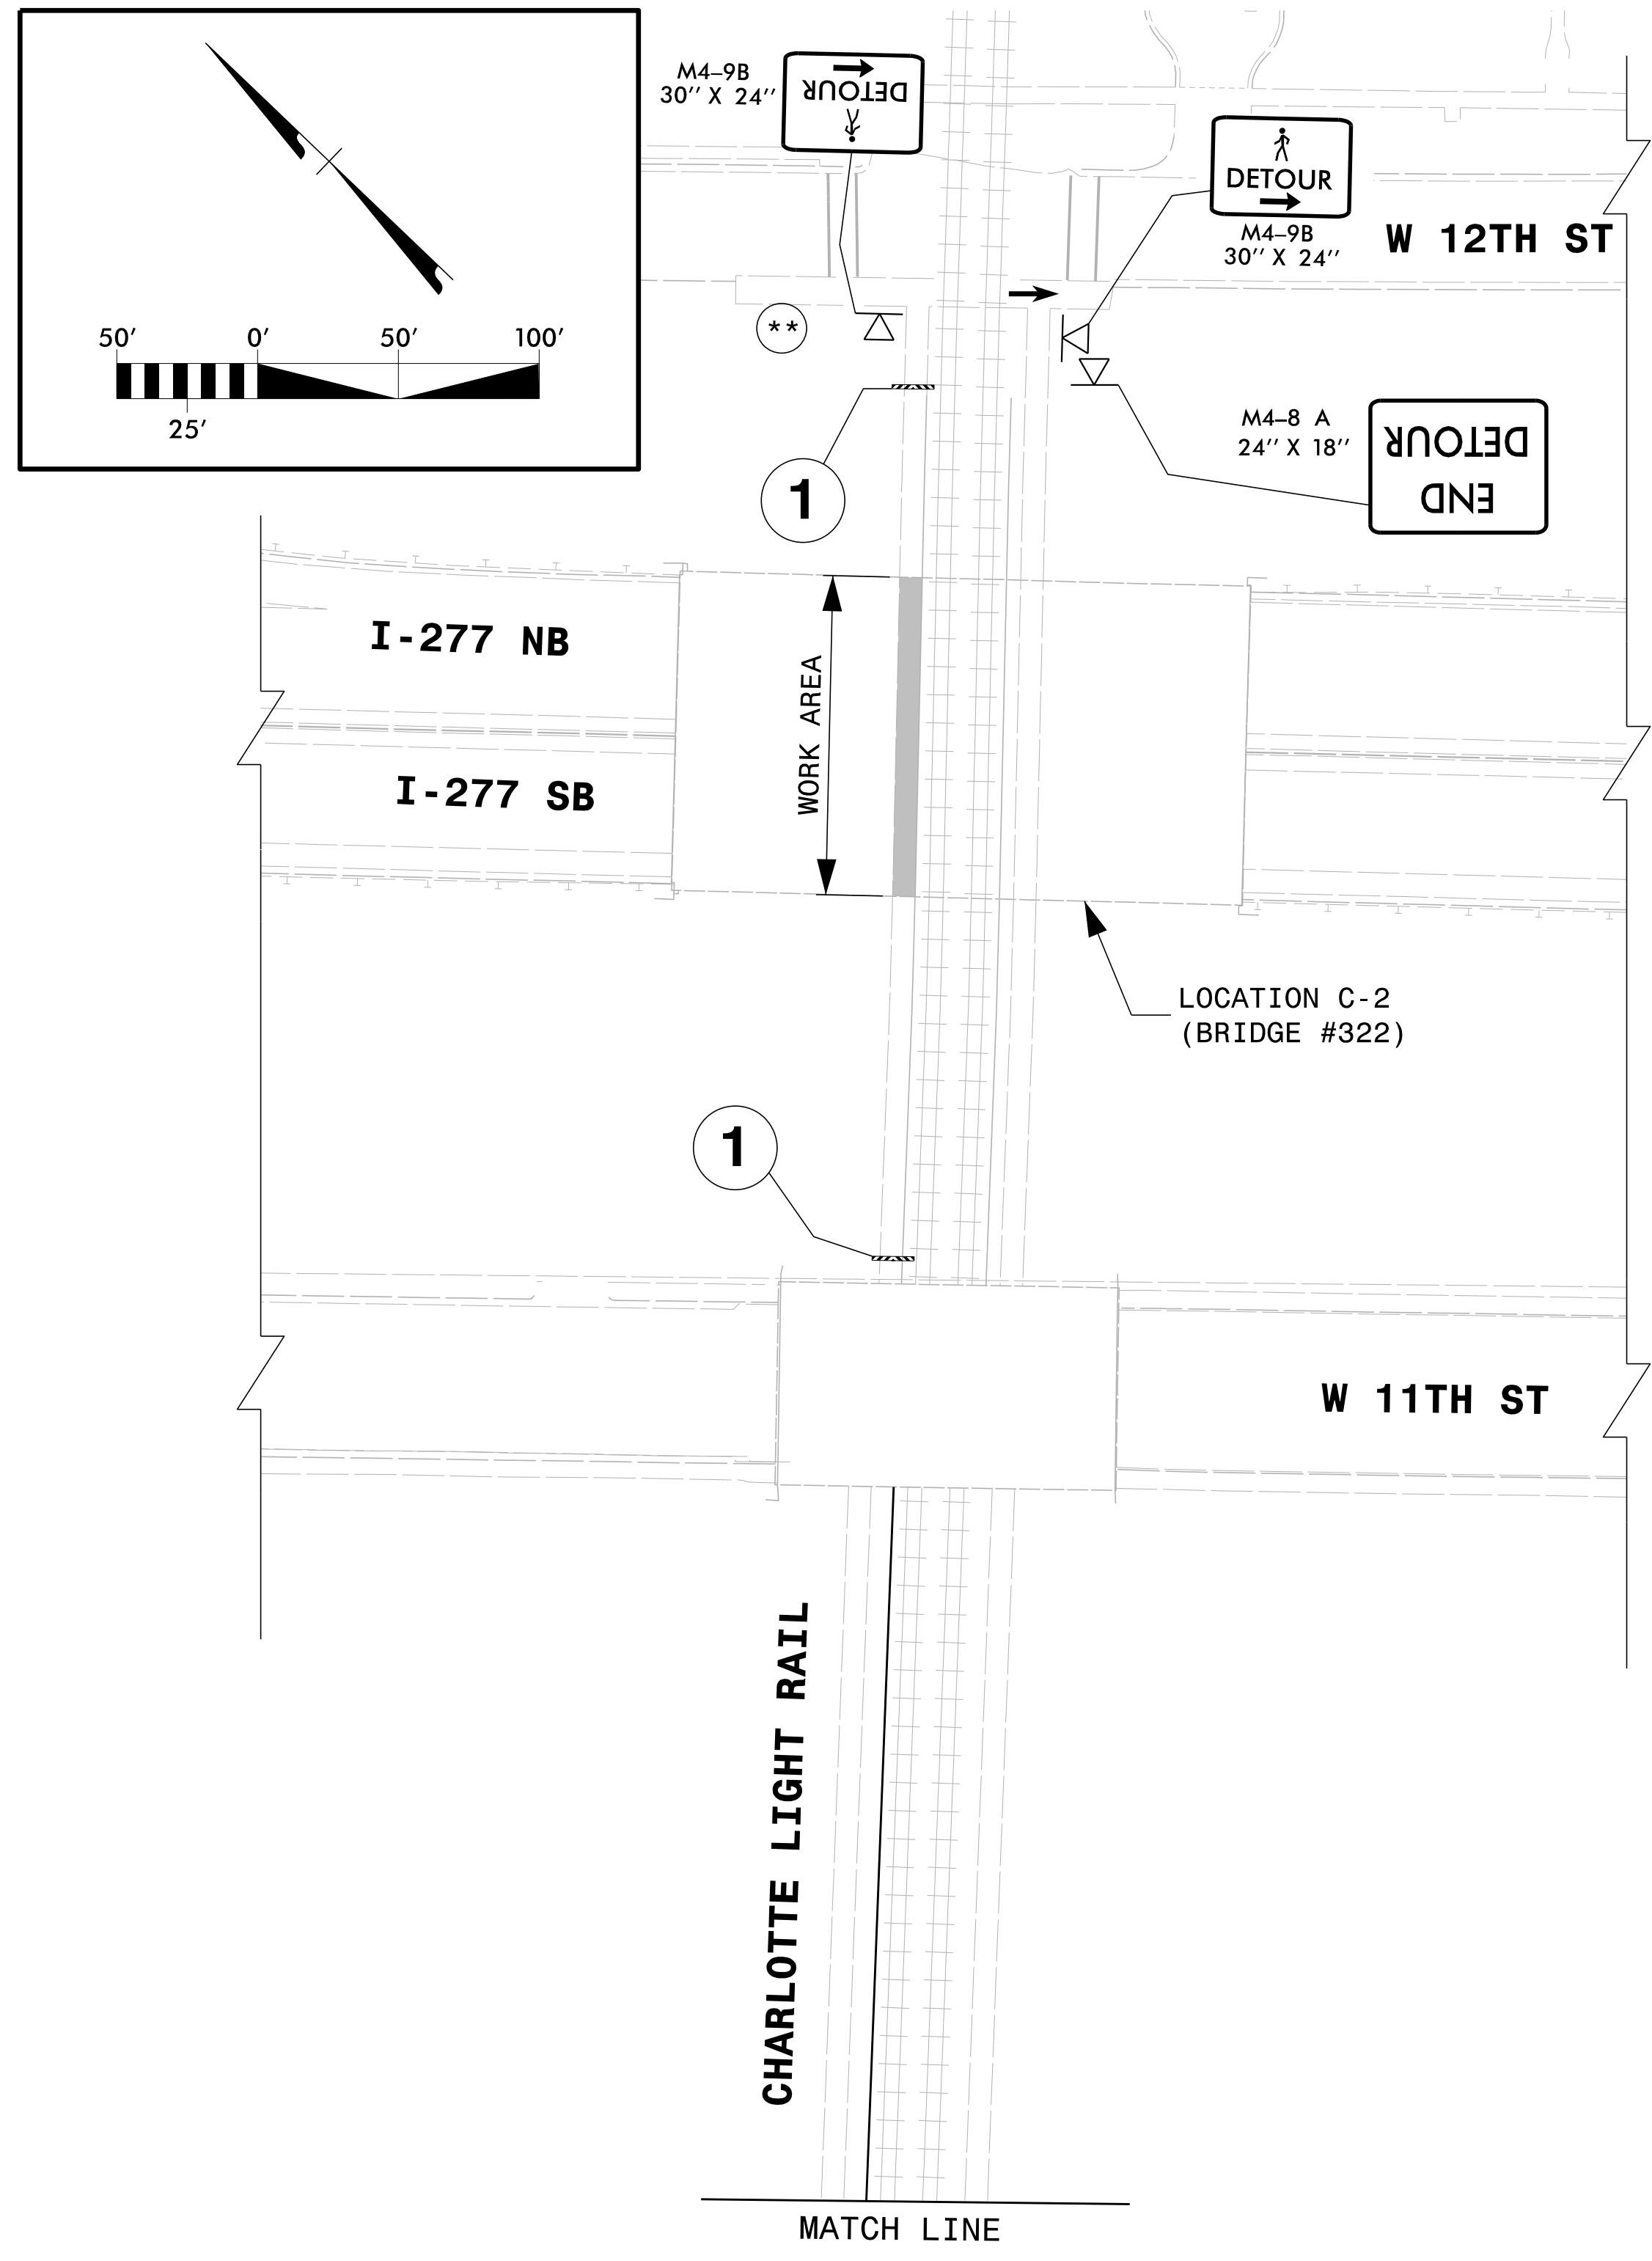 M4-9B
30" X 24"
DETOUR
DETOUR
M4-9B
30" X 24"
W 12TH ST
50' 0' 50' 100'
25'
**
1
M4-8 A
24" X 18"
END
DETOUR
I-277 NB
WORK AREA
I-277 SB
LOCATION C-2
(BRIDGE #322)
1
W 11TH ST
CHARLOTTE LIGHT RAIL
MATCH LINE